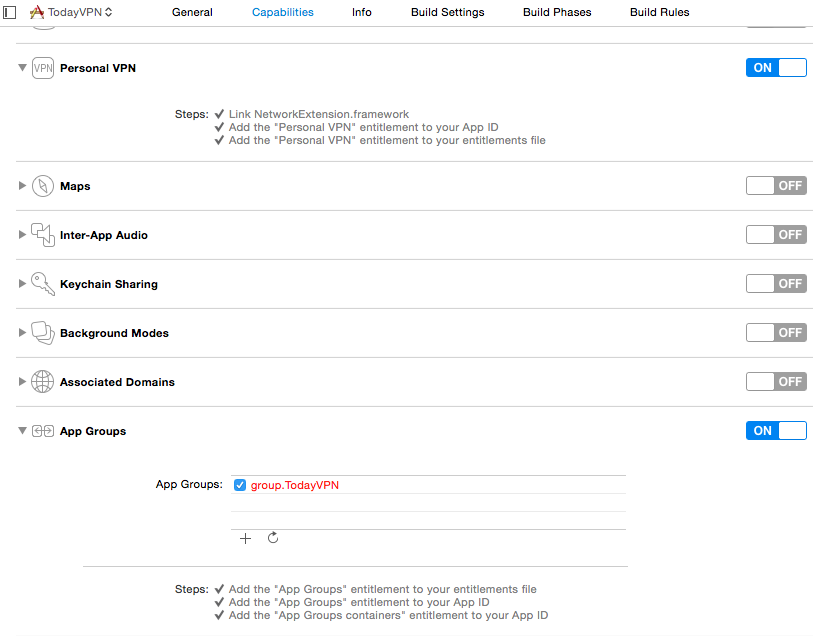 TodayVPN General Capabilities Info Build Settings Build Phases Build Rules
VPN Personal VPN ON
Steps: ✔ Link NetworkExtension.framework
✔ Add the "Personal VPN" entitlement to your App ID
✔ Add the "Personal VPN" entitlement to your entitlements file
Maps OFF
Inter-App Audio OFF
Keychain Sharing OFF
Background Modes OFF
Associated Domains OFF
App Groups ON
App Groups: group.TodayVPN
Steps: ✔ Add the "App Groups" entitlement to your entitlements file
✔ Add the "App Groups" entitlement to your App ID
✔ Add the "App Groups containers" entitlement to your App ID